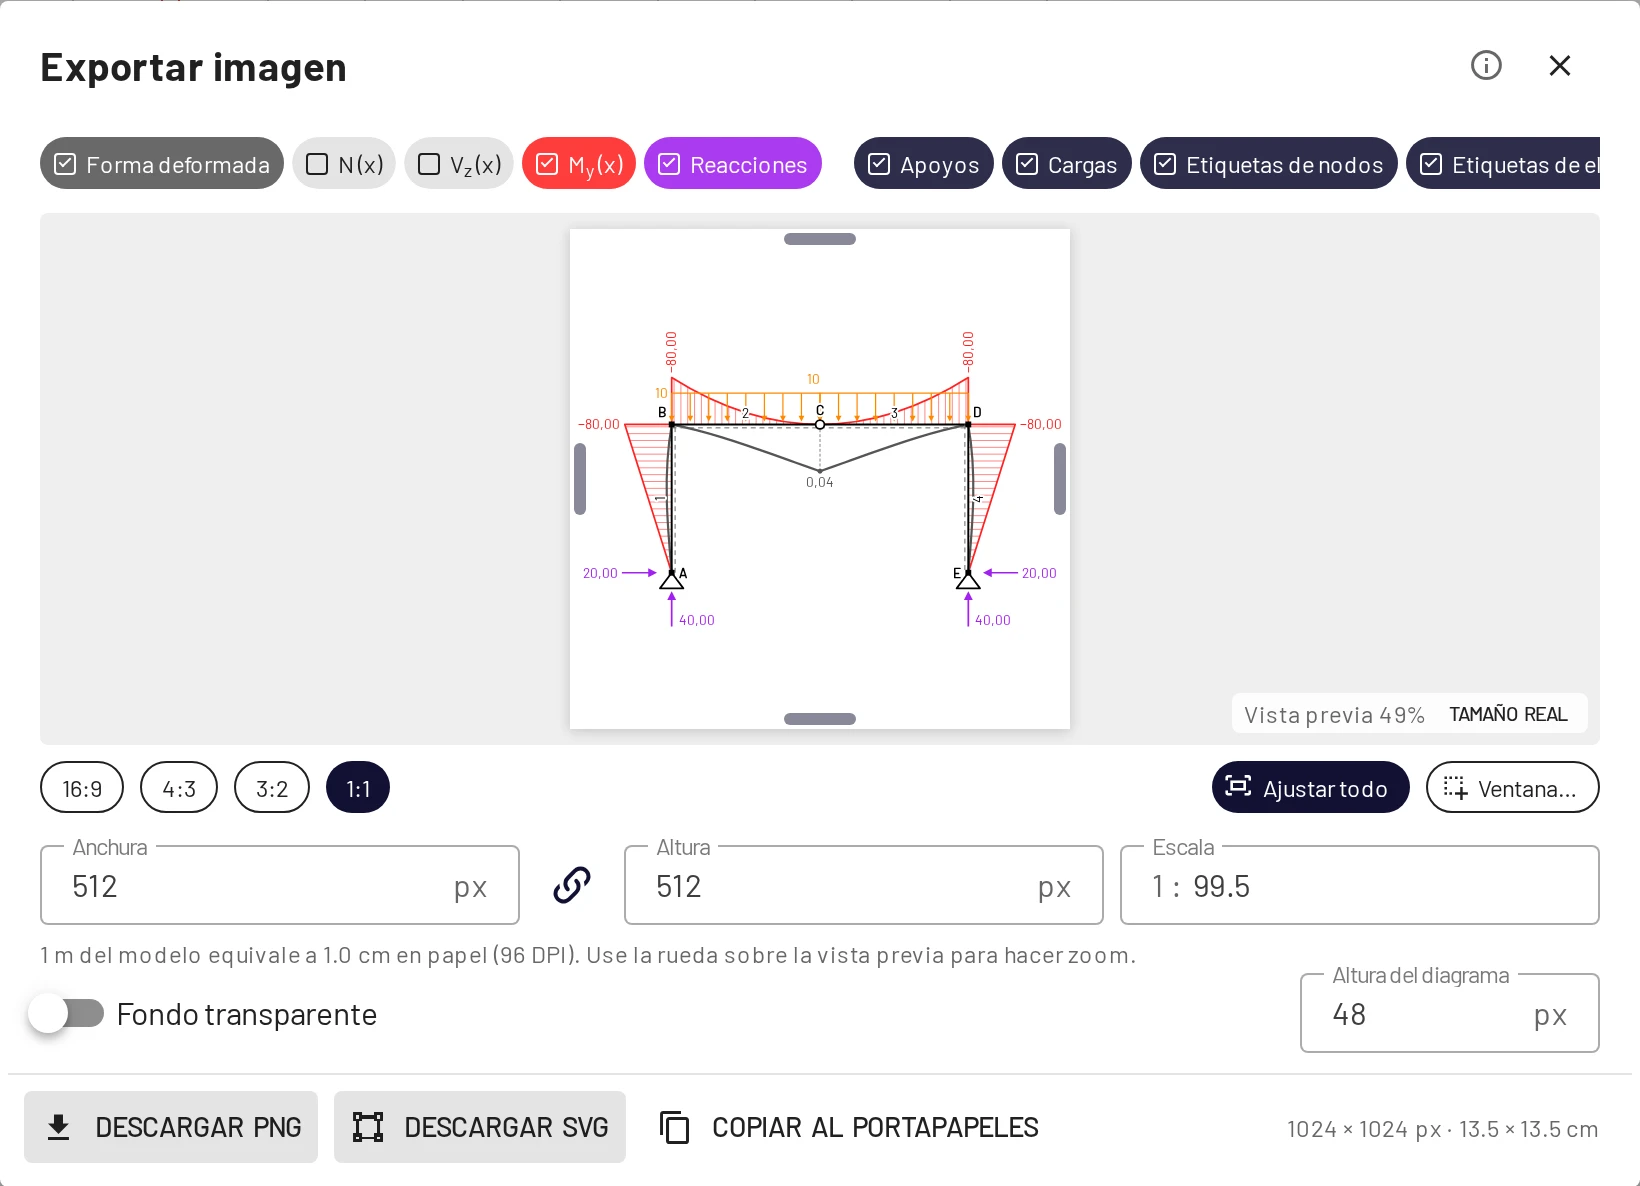 Exportar imagen
Forma deformada
N(x)
Vz(x)
My(x)
Reacciones
Apoyos
Cargas
Etiquetas de nodos
Etiquetas de el
-80,00
-80,00
10
10
B
2
C
3
D
-80,00
-80,00
0,04
1
4
20,00
A
E
20,00
40,00
40,00
Vista previa 49%
TAMAÑO REAL
16:9
4:3
3:2
1:1
Ajustar todo
Ventana...
Anchura
512 px
Altura
512 px
Escala
1 : 99.5
1 m del modelo equivale a 1.0 cm en papel (96 DPI). Use la rueda sobre la vista previa para hacer zoom.
Fondo transparente
Altura del diagrama
48 px
DESCARGAR PNG
DESCARGAR SVG
COPIAR AL PORTAPAPELES
1024 × 1024 px · 13.5 × 13.5 cm